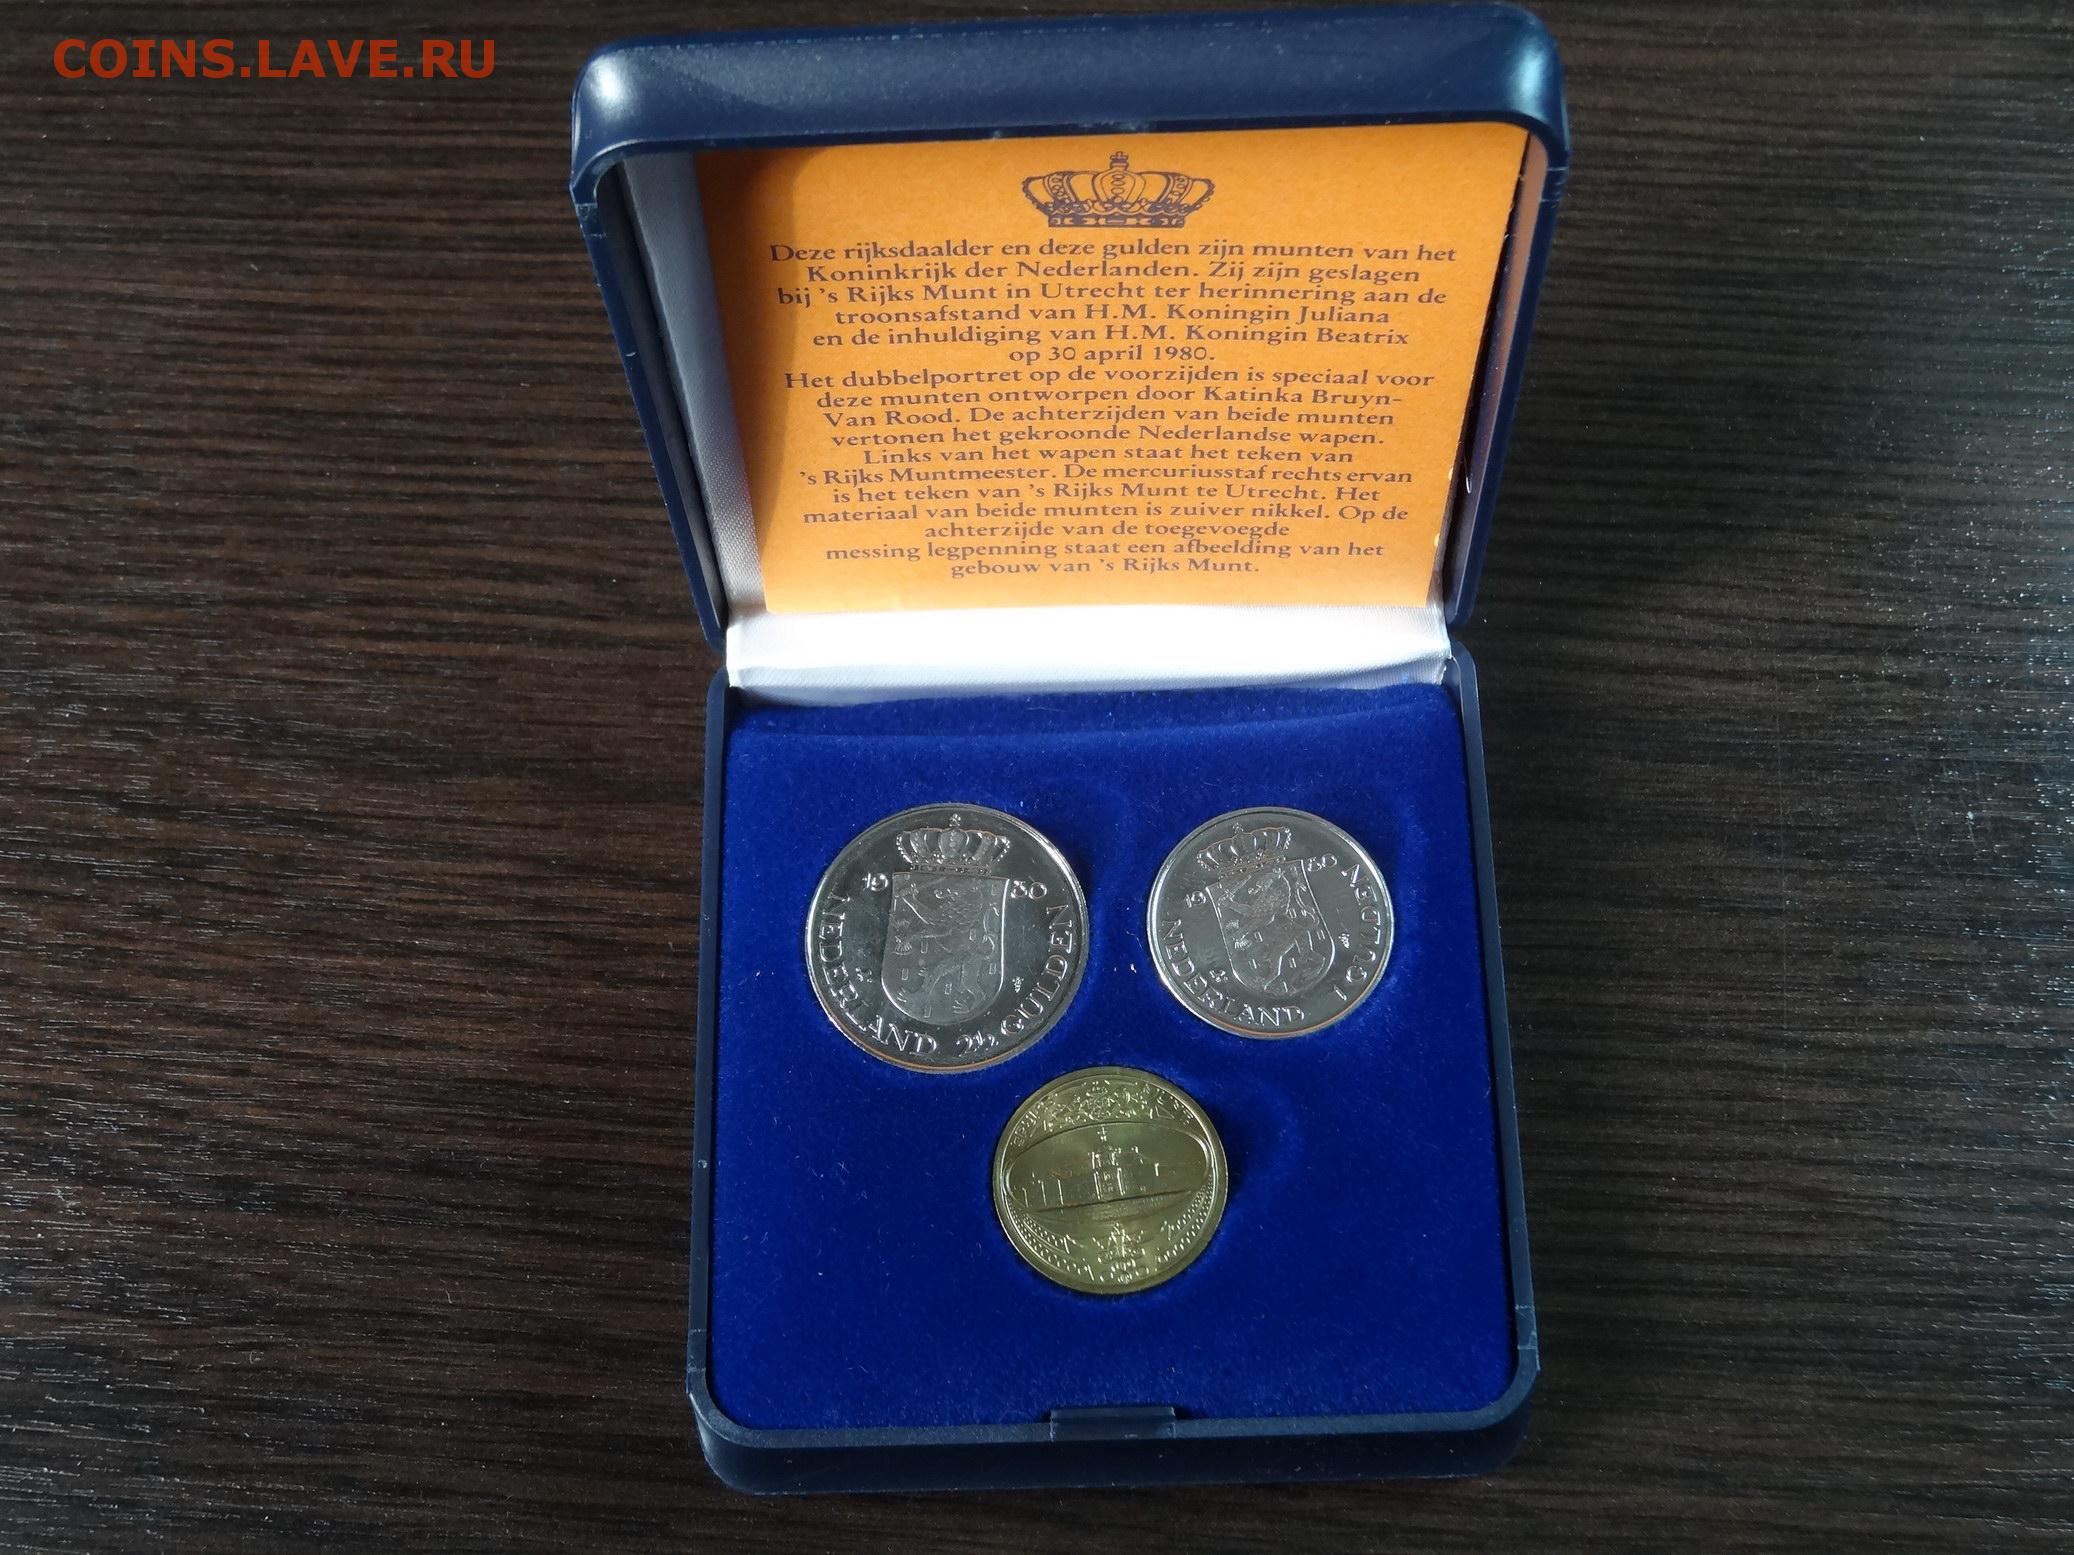 COINS.LAVE.RU
Deze rijksdaalder en deze gulden zijn munten van het
Koninkrijk der Nederlanden. Zij zijn geslagen
bij 's Rijks Munt in Utrecht ter herinnering aan de
troonsafstand van H.M. Koningin Juliana
en de inhuldiging van H.M. Koningin Beatrix
op 30 april 1980.
Het dubbelportret op de voorzijden is speciaal voor
deze munten ontworpen door Katinka Bruyn-
Van Rood. De achterzijden van beide munten
vertonen het gekroonde Nederlandse wapen.
Links van het wapen staat het teken van
's Rijks Muntmeester. De mercuriusstaf rechts ervan
is het teken van 's Rijks Munt te Utrecht. Het
materiaal van beide munten is zuiver nikkel. Op de
achterzijde van de toegevoegde
messing legpenning staat een afbeelding van het
gebouw van 's Rijks Munt.
1980
NEDERLAND 2½ GULDEN
1980
NEDERLAND 1 GULDEN